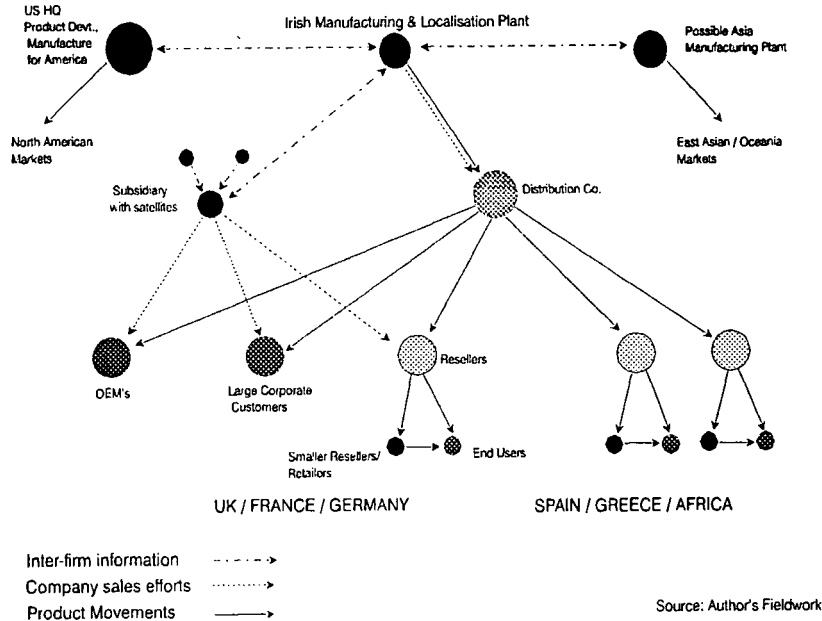 US HQ
Product Devt.,
Manufacture
for America
Irish Manufacturing & Localisation Plant
Possible Asia
Manufacturing Plant
North American
Markets
East Asian / Oceania
Markets
Subsidiary
with satellites
Distribution Co.
OEM's
Large Corporate
Customers
Resellers
Smaller Resellers/
Retailors
End Users
UK / FRANCE / GERMANY
SPAIN / GREECE / AFRICA
Inter-firm information
Company sales efforts
Product Movements
Source: Author's Fieldwork